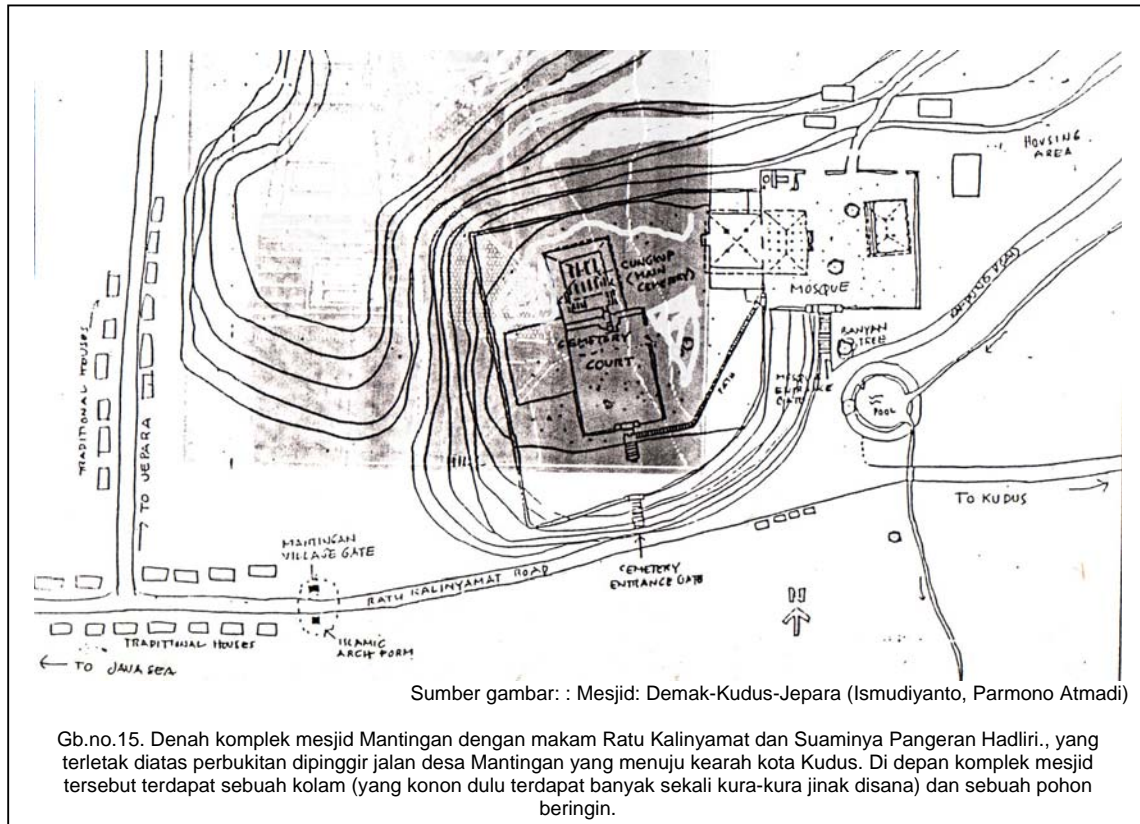 HOUSING
AREA
CUNGKUP
(MAIN
CEMETERY)
MOSQUE
CEMETERY
COURT
BANYAN
TREE
PATH
ENTRANCE
GATE
POOL
HILL
TRADITIONAL HOUSES
TO JEPARA
TO KUDUS
MANTINGAN
VILLAGE GATE
RATU KALINYAMAT ROAD
CEMETERY
ENTRANCE GATE
N
TRADITIONAL HOUSES
ISLAMIC
ARCH FORM
TO JAVA SEA
Sumber gambar: : Mesjid: Demak-Kudus-Jepara (Ismudiyanto, Parmono Atmadi)
Gb.no.15. Denah komplek mesjid Mantingan dengan makam Ratu Kalinyamat dan Suaminya Pangeran Hadliri., yang
terletak diatas perbukitan dipinggir jalan desa Mantingan yang menuju kearah kota Kudus. Di depan komplek mesjid
tersebut terdapat sebuah kolam (yang konon dulu terdapat banyak sekali kura-kura jinak disana) dan sebuah pohon
beringin.